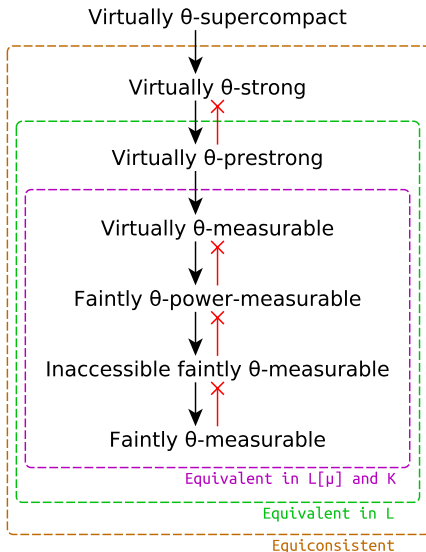 Virtually θ-supercompact
Virtually θ-strong
Virtually θ-prestrong
Virtually θ-measurable
Faintly θ-power-measurable
Inaccessible faintly θ-measurable
Faintly θ-measurable
Equivalent in L[μ] and K
Equivalent in L
Equiconsistent